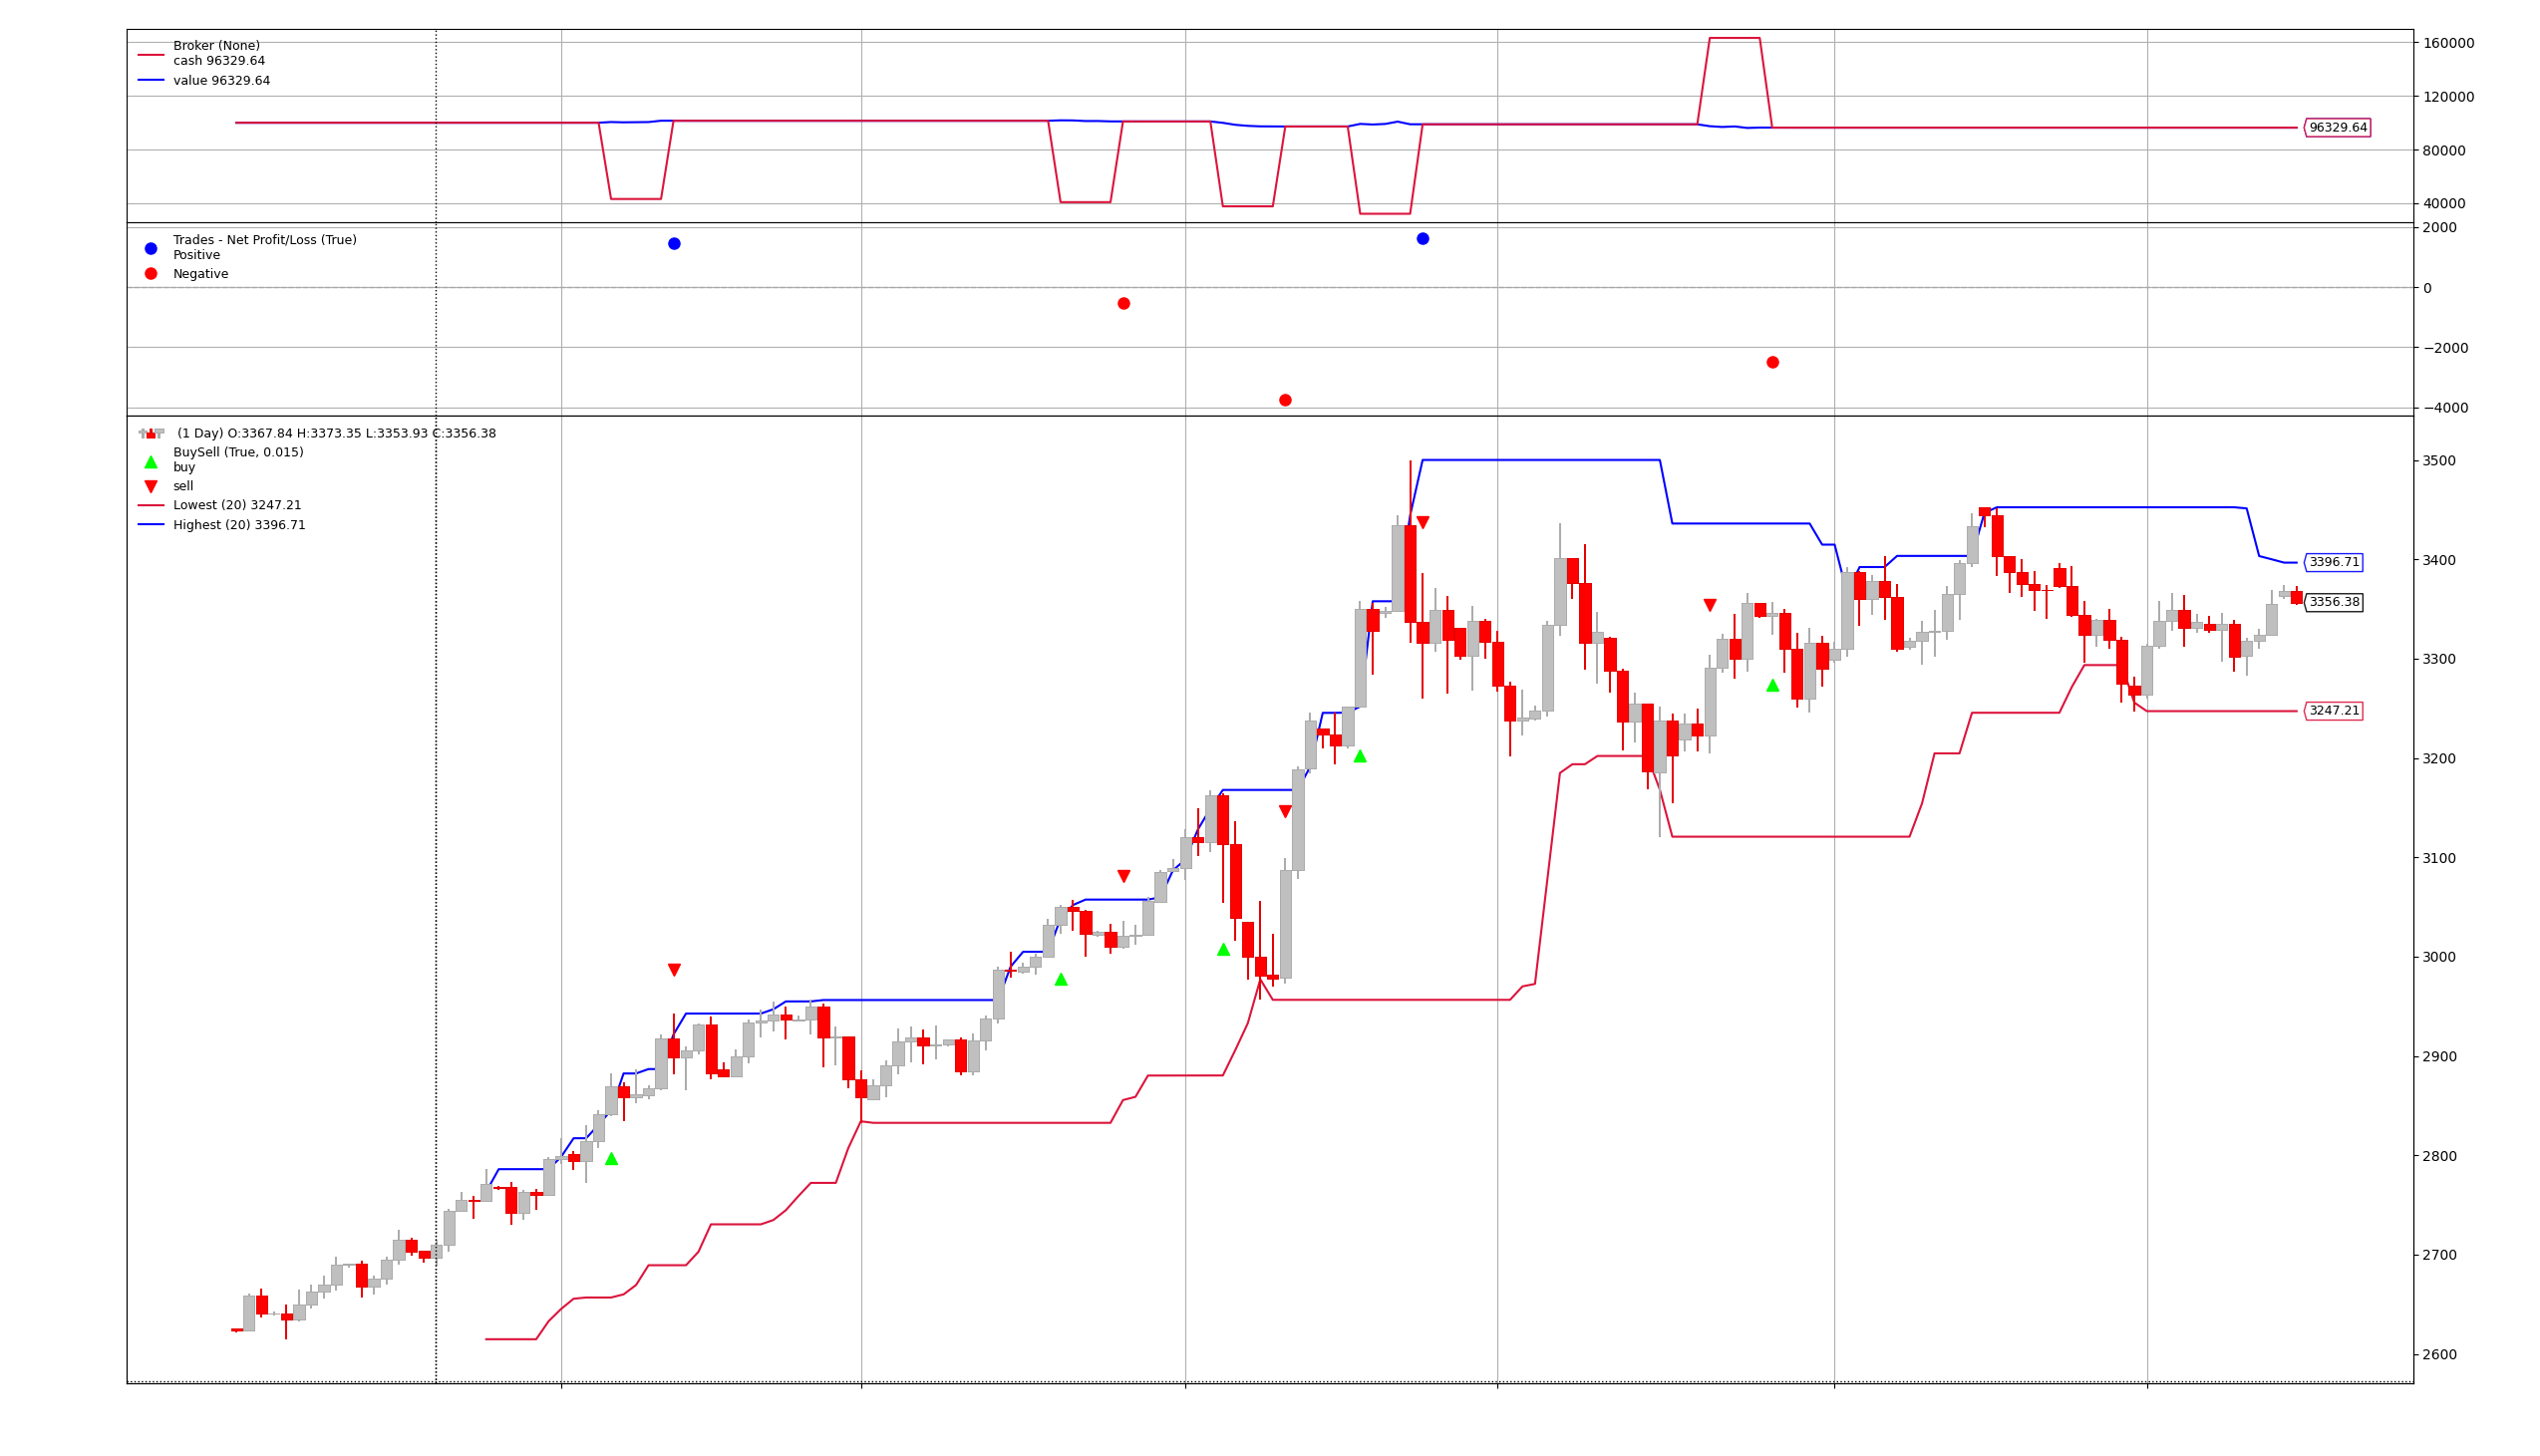 Broker (None)
cash 96329.64
value 96329.64
160000
120000
96329.64
80000
40000
Trades - Net Profit/Loss (True)
Positive
Negative
2000
0
−2000
−4000
(1 Day) O:3367.84 H:3373.35 L:3353.93 C:3356.38
BuySell (True, 0.015)
buy
sell
Lowest (20) 3247.21
Highest (20) 3396.71
3500
3400
3396.71
3356.38
3300
3247.21
3200
3100
3000
2900
2800
2700
2600